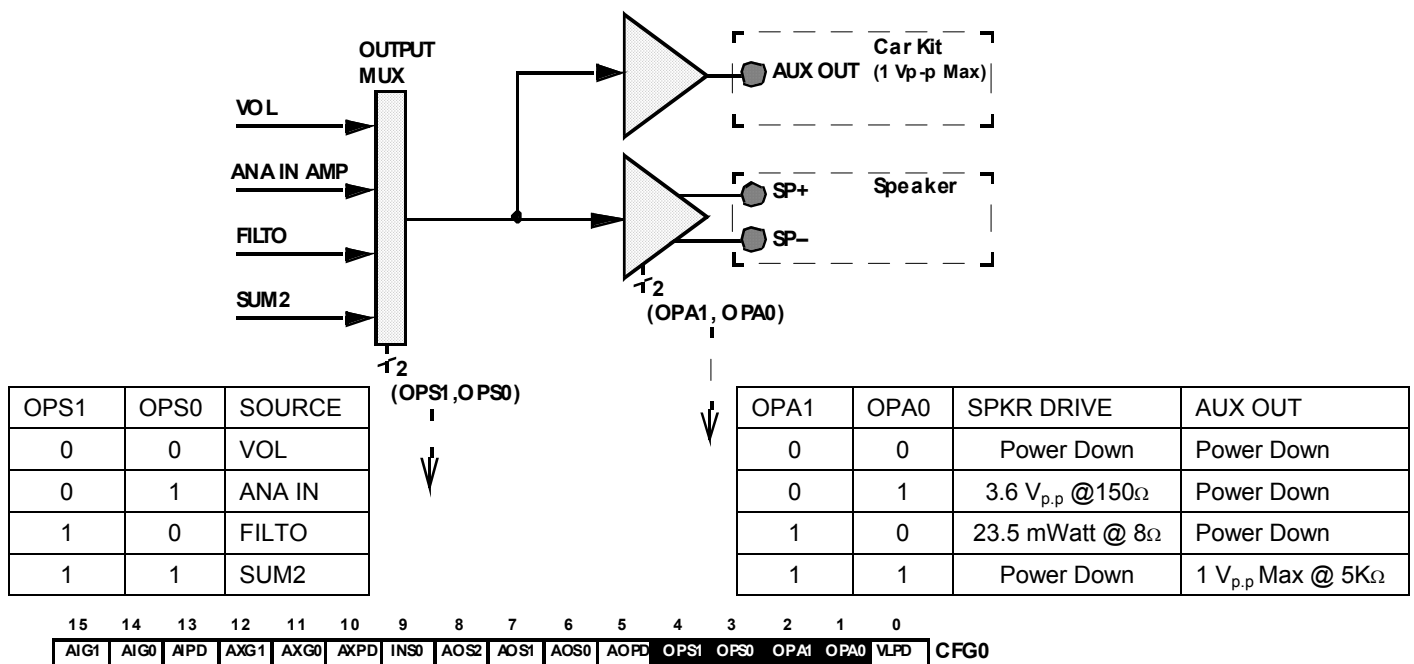 OUTPUT
MUX
VOL
ANA IN AMP
FILTO
SUM2
2
(OPS1,OPS0)
Car Kit
AUX OUT (1 Vp-p Max)
Speaker
SP+
SP–
2
(OPA1, OPA0)
OPS1 OPS0 SOURCE
0 0 VOL
0 1 ANA IN
1 0 FILTO
1 1 SUM2
OPA1 OPA0 SPKR DRIVE AUX OUT
0 0 Power Down Power Down
0 1 3.6 Vp.p @150Ω Power Down
1 0 23.5 mWatt @ 8Ω Power Down
1 1 Power Down 1 Vp.p Max @ 5KΩ
15 14 13 12 11 10 9 8 7 6 5 4 3 2 1 0
AIG1 AIG0 AIPD AXG1 AXG0 AXPD INS0 AOS2 AOS1 AOS0 AOPD OPS1 OPS0 OPA1 OPA0 VLPD CFG0